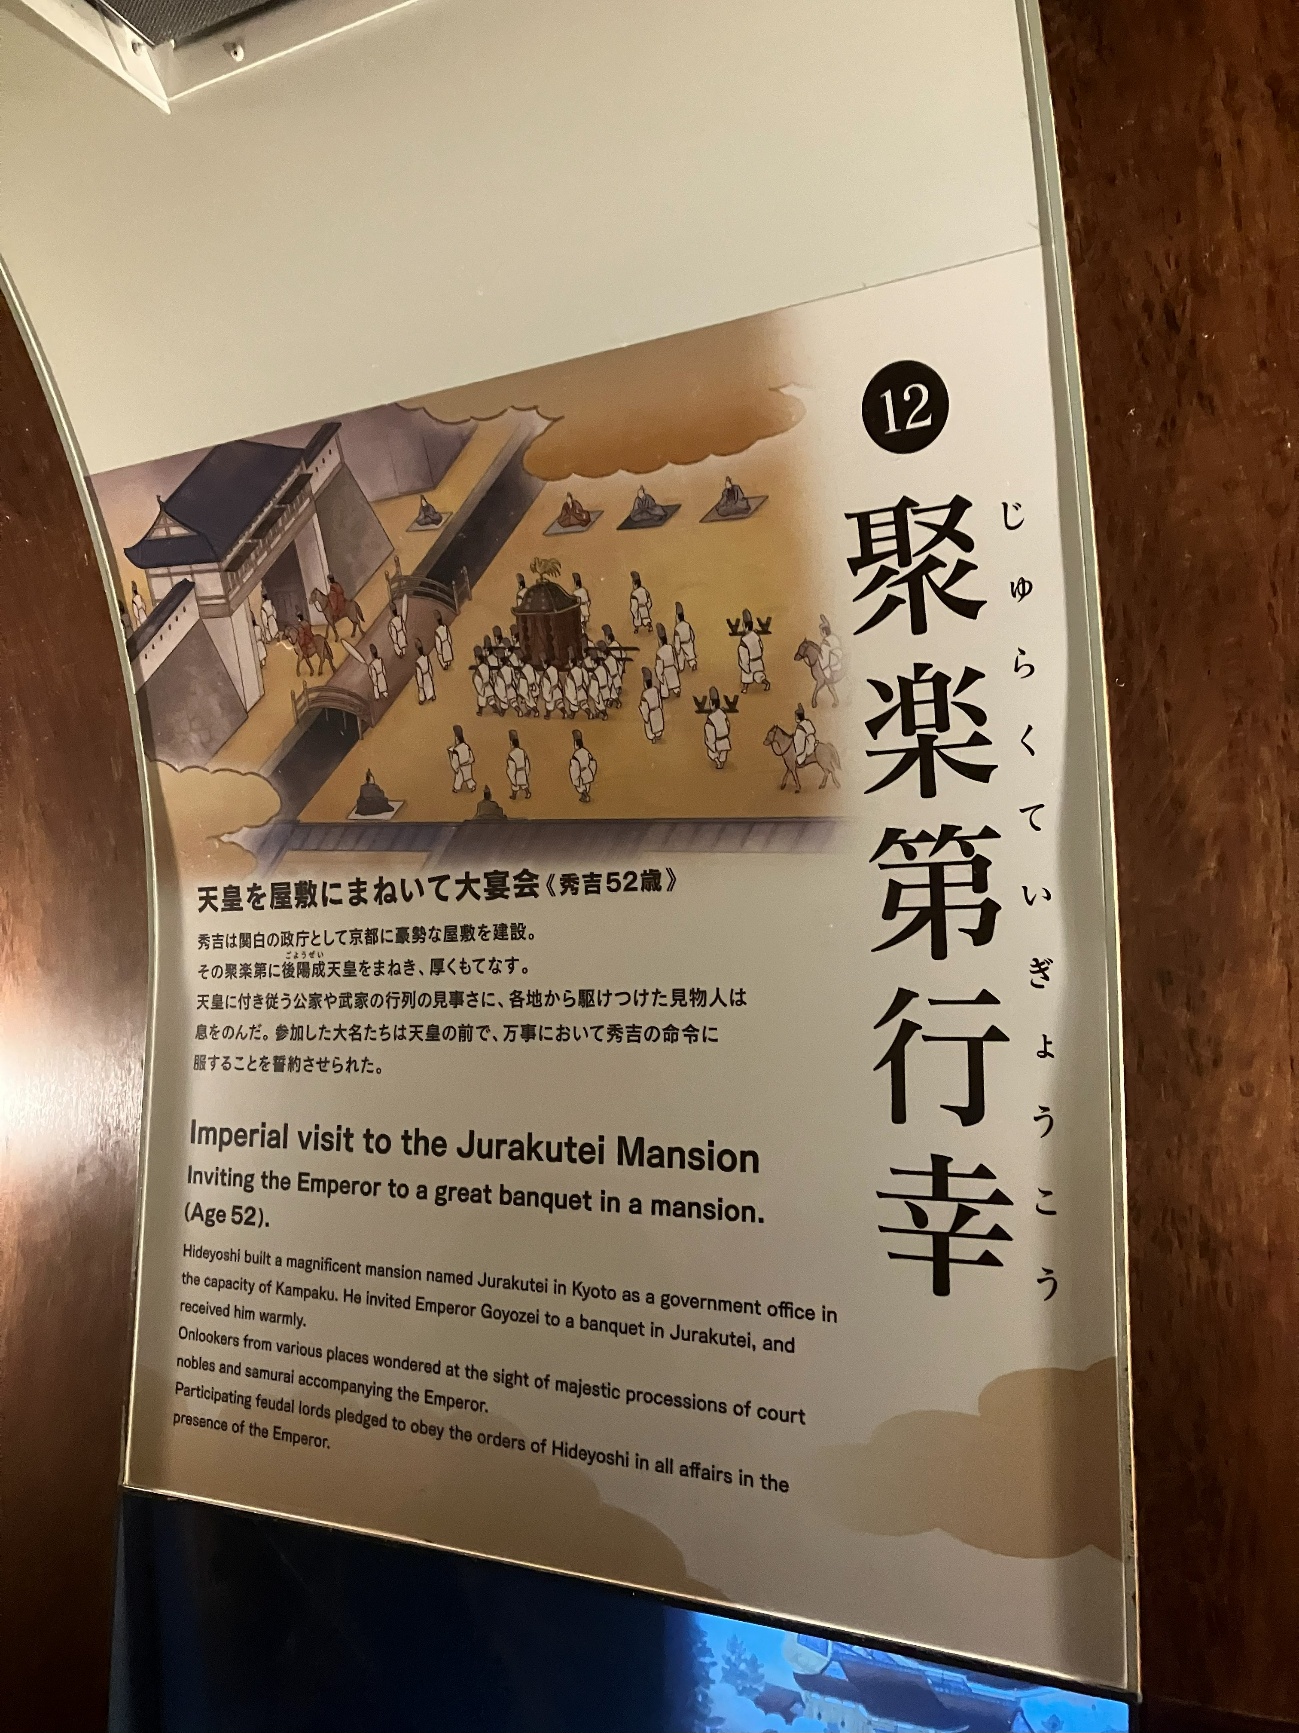 12
聚楽第行幸
じゅらくていぎょうこう
天皇を屋敷にまねいて大宴会《秀吉52歳》
秀吉は関白の政庁として京都に豪勢な屋敷を建設。
ごようぜい
その聚楽第に後陽成天皇をまねき、厚くもてなす。
天皇に付き従う公家や武家の行列の見事さに、各地から駆けつけた見物人は
息をのんだ。参加した大名たちは天皇の前で、万事において秀吉の命令に
服することを誓約させられた。
Imperial visit to the Jurakutei Mansion
Inviting the Emperor to a great banquet in a mansion.
(Age 52).
Hideyoshi built a magnificent mansion named Jurakutei in Kyoto as a government office in
the capacity of Kampaku. He invited Emperor Goyozei to a banquet in Jurakutei, and
received him warmly.
Onlookers from various places wondered at the sight of majestic processions of court
nobles and samurai accompanying the Emperor.
Participating feudal lords pledged to obey the orders of Hideyoshi in all affairs in the
presence of the Emperor.